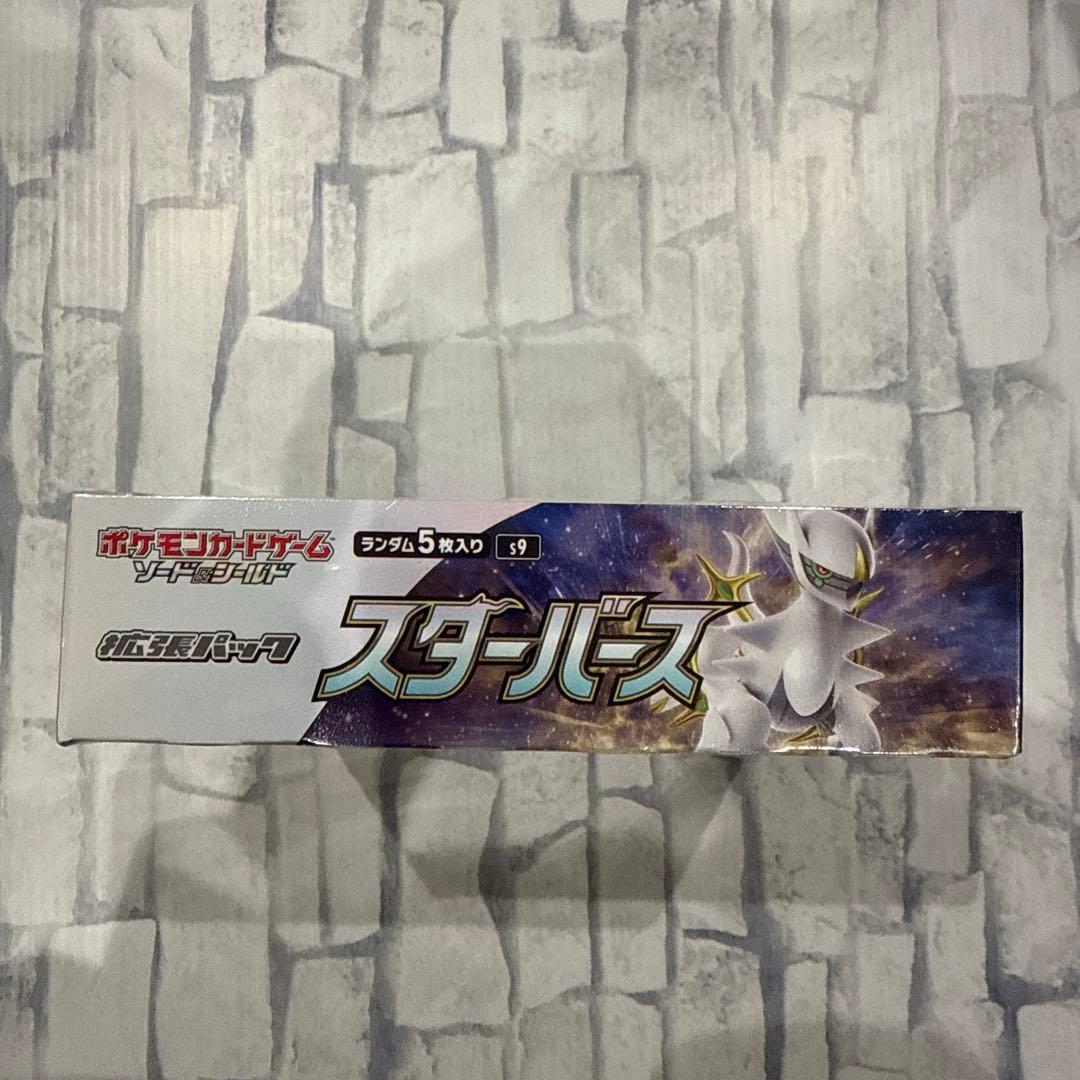 ポケモンカードゲーム
ソード&シールド
ランダム5枚入り
s9
拡張パック
スターバース